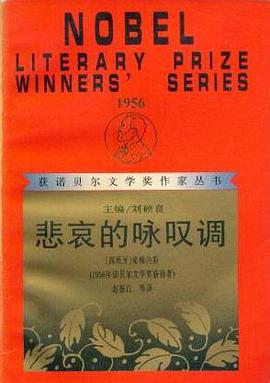 NOBEL
LITERARY PRIZE
WINNERS' SERIES
1956
获诺贝尔文学奖作家丛书
主编/刘硕良
悲哀的咏叹调
(西班牙)希梅内斯
(1956年诺贝尔文学奖获得者)
赵振江 等译